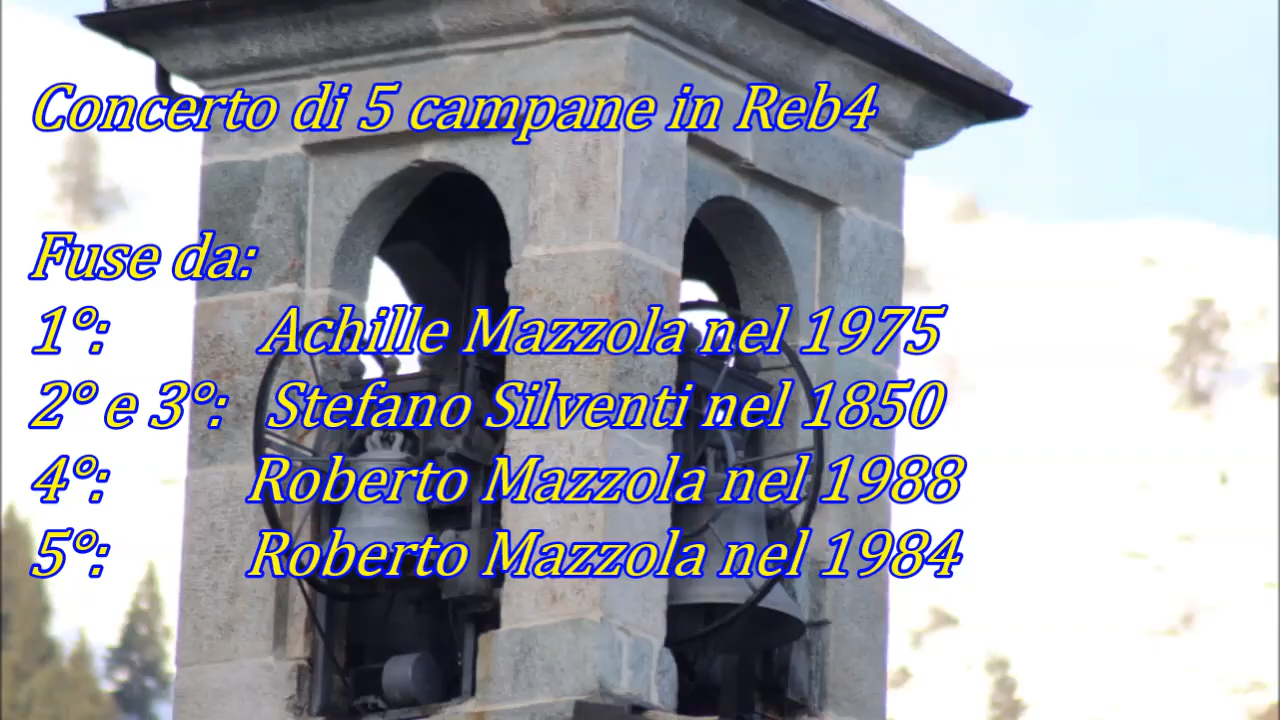 Concerto di 5 campane in Reb4
Fuse da:
1°: Achille Mazzola nel 1975
2° e 3°: Stefano Silventi nel 1850
4°: Roberto Mazzola nel 1988
5°: Roberto Mazzola nel 1984